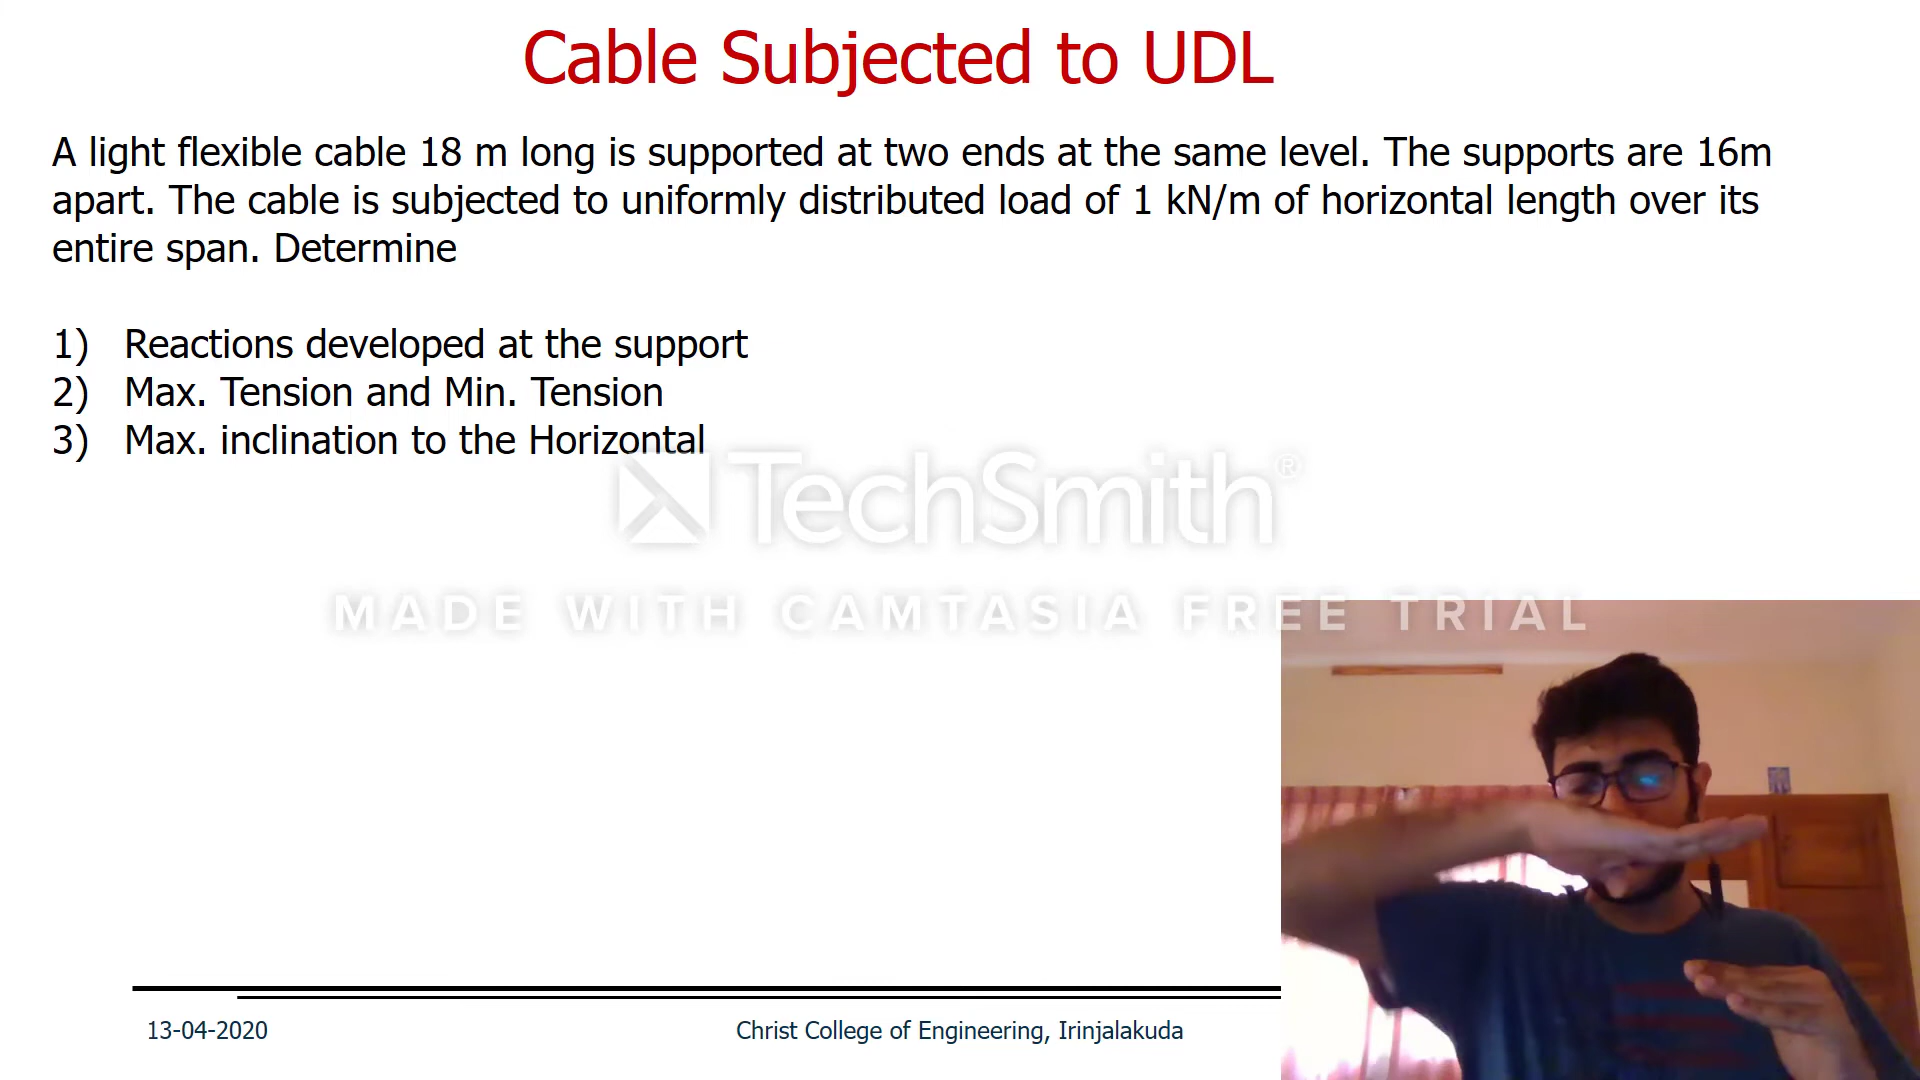 Cable Subjected to UDL
A light flexible cable 18 m long is supported at two ends at the same level. The supports are 16m
apart. The cable is subjected to uniformly distributed load of 1 kN/m of horizontal length over its
entire span. Determine
1) Reactions developed at the support
2) Max. Tension and Min. Tension
3) Max. inclination to the Horizontal
TechSmith®
MADE WITH CAMTASIA FREE TRIAL
13-04-2020
Christ College of Engineering, Irinjalakuda